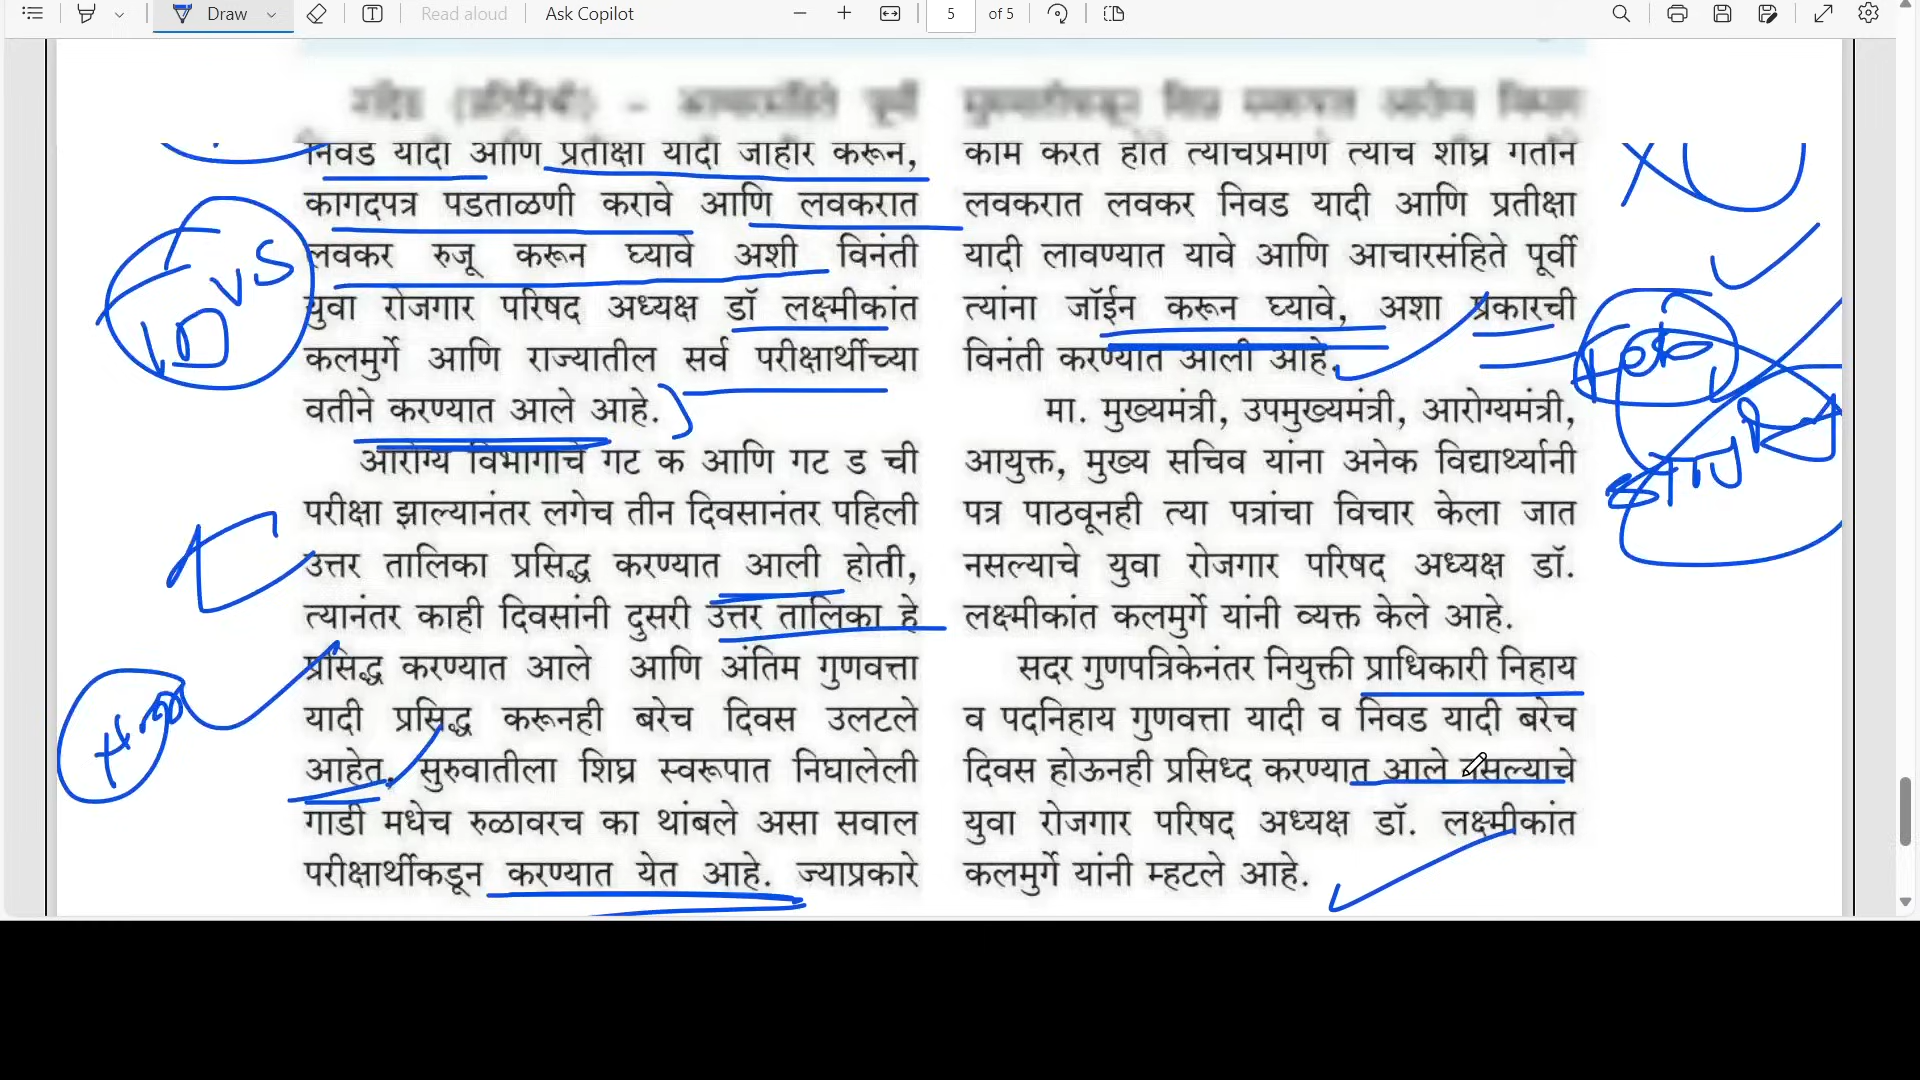 Draw
Read aloud
Ask Copilot
5
of 5
निवड यादी आणि प्रतीक्षा यादी जाहीर करून,
कागदपत्र पडताळणी करावे आणि लवकरात
लवकर रुजू करून घ्यावे अशी विनंती
युवा रोजगार परिषद अध्यक्ष डॉ लक्ष्मीकांत
कलमुर्गे आणि राज्यातील सर्व परीक्षार्थीच्या
वतीने करण्यात आले आहे.
आरोग्य विभागाचे गट क आणि गट ड ची
परीक्षा झाल्यानंतर लगेच तीन दिवसानंतर पहिली
उत्तर तालिका प्रसिद्ध करण्यात आली होती,
त्यानंतर काही दिवसांनी दुसरी उत्तर तालिका हे
प्रसिद्ध करण्यात आले आणि अंतिम गुणवत्ता
यादी प्रसिद्ध करूनही बरेच दिवस उलटले
आहेत. सुरुवातीला शिघ्र स्वरूपात निघालेली
गाडी मधेच रुळावरच का थांबले असा सवाल
परीक्षार्थीकडून करण्यात येत आहे. ज्याप्रकारे
काम करत होते त्याचप्रमाणे त्याच शीघ्र गतीने
लवकरात लवकर निवड यादी आणि प्रतीक्षा
यादी लावण्यात यावे आणि आचारसंहिते पूर्वी
त्यांना जॉईन करून घ्यावे, अशा प्रकारची
विनंती करण्यात आली आहे.
मा. मुख्यमंत्री, उपमुख्यमंत्री, आरोग्यमंत्री,
आयुक्त, मुख्य सचिव यांना अनेक विद्यार्थ्यानी
पत्र पाठवूनही त्या पत्रांचा विचार केला जात
नसल्याचे युवा रोजगार परिषद अध्यक्ष डॉ.
लक्ष्मीकांत कलमुर्गे यांनी व्यक्त केले आहे.
सदर गुणपत्रिकेनंतर नियुक्ती प्राधिकारी निहाय
व पदनिहाय गुणवत्ता यादी व निवड यादी बरेच
दिवस होऊनही प्रसिध्द करण्यात आले नसल्याचे
युवा रोजगार परिषद अध्यक्ष डॉ. लक्ष्मीकांत
कलमुर्गे यांनी म्हटले आहे.